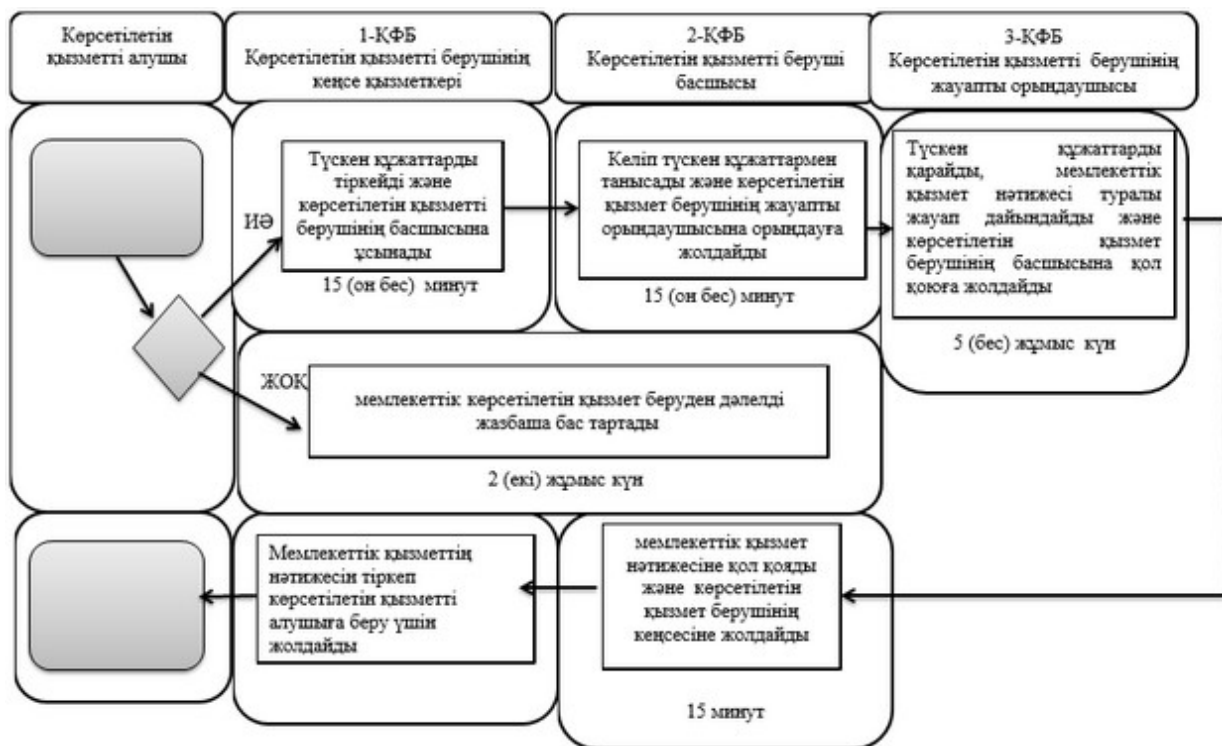 Көрсетілетін
қызметті алушы
1-ҚФБ
Көрсетілетін қызметті берушінің
кеңсе қызметкері
2-ҚФБ
Көрсетілетін қызметті беруші
басшысы
3-ҚФБ
Көрсетілетін қызметті берушінің
жауапты орындаушысы
ИӘ
Түскен құжаттарды
тіркейді және
көрсетілетін қызметті
берушінің басшысына
ұсынады
15 (он бес) минут
Келіп түскен құжаттармен
танысады және көрсетілетін
қызмет берушінің жауапты
орындаушысына орындауға
жолдайды
15 (он бес) минут
Түскен құжаттарды
қарайды, мемлекеттік
қызмет нәтижесі туралы
жауап дайындайды және
көрсетілетін қызмет
берушінің басшысына қол
қоюға жолдайды
5 (бес) жұмыс күн
ЖОҚ
мемлекеттік көрсетілетін қызмет беруден дәлелді
жазбаша бас тартады
2 (екі) жұмыс күн
Мемлекеттік қызметтің
нәтижесін тіркеп
көрсетілетін қызметті
алушыға беру үшін
жолдайды
мемлекеттік қызмет
нәтижесіне қол қояды
және көрсетілетін
қызмет берушінің
кеңсесіне жолдайды
15 минут